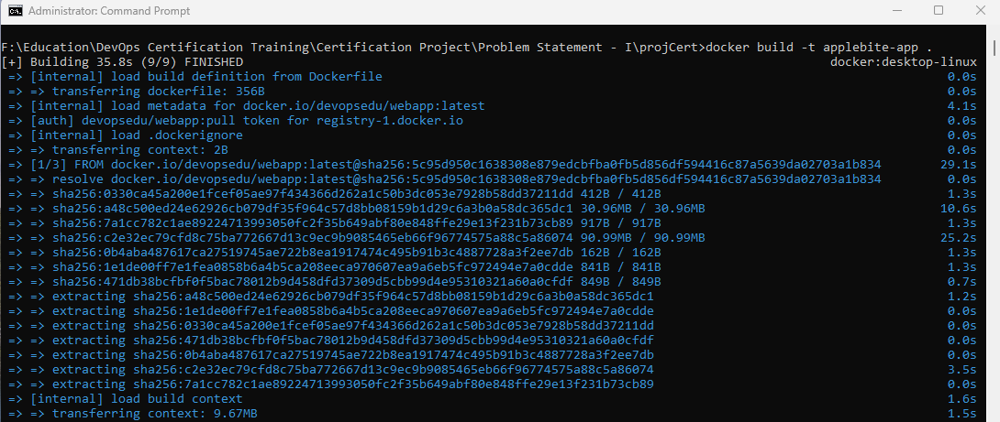 Administrator: Command Prompt
F:\Education\DevOps Certification Training\Certification Project\Problem Statement - I\projCert>docker build -t applebite-app .
[+] Building 35.8s (9/9) FINISHED docker:desktop-linux
=> [internal] load build definition from Dockerfile 0.0s
=> => transferring dockerfile: 356B 0.0s
=> [internal] load metadata for docker.io/devopsedu/webapp:latest 4.1s
=> [auth] devopsedu/webapp:pull token for registry-1.docker.io 0.0s
=> [internal] load .dockerignore 0.0s
=> => transferring context: 2B 0.0s
=> [1/3] FROM docker.io/devopsedu/webapp:latest@sha256:5c95d950c1638308e879edcbfba0fb5d856df594416c87a5639da02703a1b834 29.1s
=> => resolve docker.io/devopsedu/webapp:latest@sha256:5c95d950c1638308e879edcbfba0fb5d856df594416c87a5639da02703a1b834 0.0s
=> => sha256:0330ca45a200e1fcef05ae97f434366d262a1c50b3dc053e7928b58dd37211dd 412B / 412B 1.3s
=> => sha256:a48c500ed24e62926cb079df35f964c57d8bb08159b1d29c6a3b0a58dc365dc1 30.96MB / 30.96MB 10.6s
=> => sha256:7a1cc782c1ae89224713993050fc2f35b649abf80e848ffe29e13f231b73cb89 917B / 917B 1.3s
=> => sha256:c2e32ec79cfd8c75ba772667d13c9ec9b9085465eb66f96774575a88c5a86074 90.99MB / 90.99MB 25.2s
=> => sha256:0b4aba487617ca27519745ae722b8ea1917474c495b91b3c4887728a3f2ee7db 162B / 162B 1.3s
=> => sha256:1e1de00ff7e1fea0858b6a4b5ca208eeca970607ea9a6eb5fc972494e7a0cdde 841B / 841B 1.3s
=> => sha256:471db38bcfbf0f5bac78012b9d458dfd37309d5cbb99d4e95310321a60a0cfdf 849B / 849B 0.7s
=> => extracting sha256:a48c500ed24e62926cb079df35f964c57d8bb08159b1d29c6a3b0a58dc365dc1 1.2s
=> => extracting sha256:1e1de00ff7e1fea0858b6a4b5ca208eeca970607ea9a6eb5fc972494e7a0cdde 0.0s
=> => extracting sha256:0330ca45a200e1fcef05ae97f434366d262a1c50b3dc053e7928b58dd37211dd 0.0s
=> => extracting sha256:471db38bcfbf0f5bac78012b9d458dfd37309d5cbb99d4e95310321a60a0cfdf 0.0s
=> => extracting sha256:0b4aba487617ca27519745ae722b8ea1917474c495b91b3c4887728a3f2ee7db 0.0s
=> => extracting sha256:c2e32ec79cfd8c75ba772667d13c9ec9b9085465eb66f96774575a88c5a86074 3.5s
=> => extracting sha256:7a1cc782c1ae89224713993050fc2f35b649abf80e848ffe29e13f231b73cb89 0.0s
=> [internal] load build context 1.6s
=> => transferring context: 9.67MB 1.5s